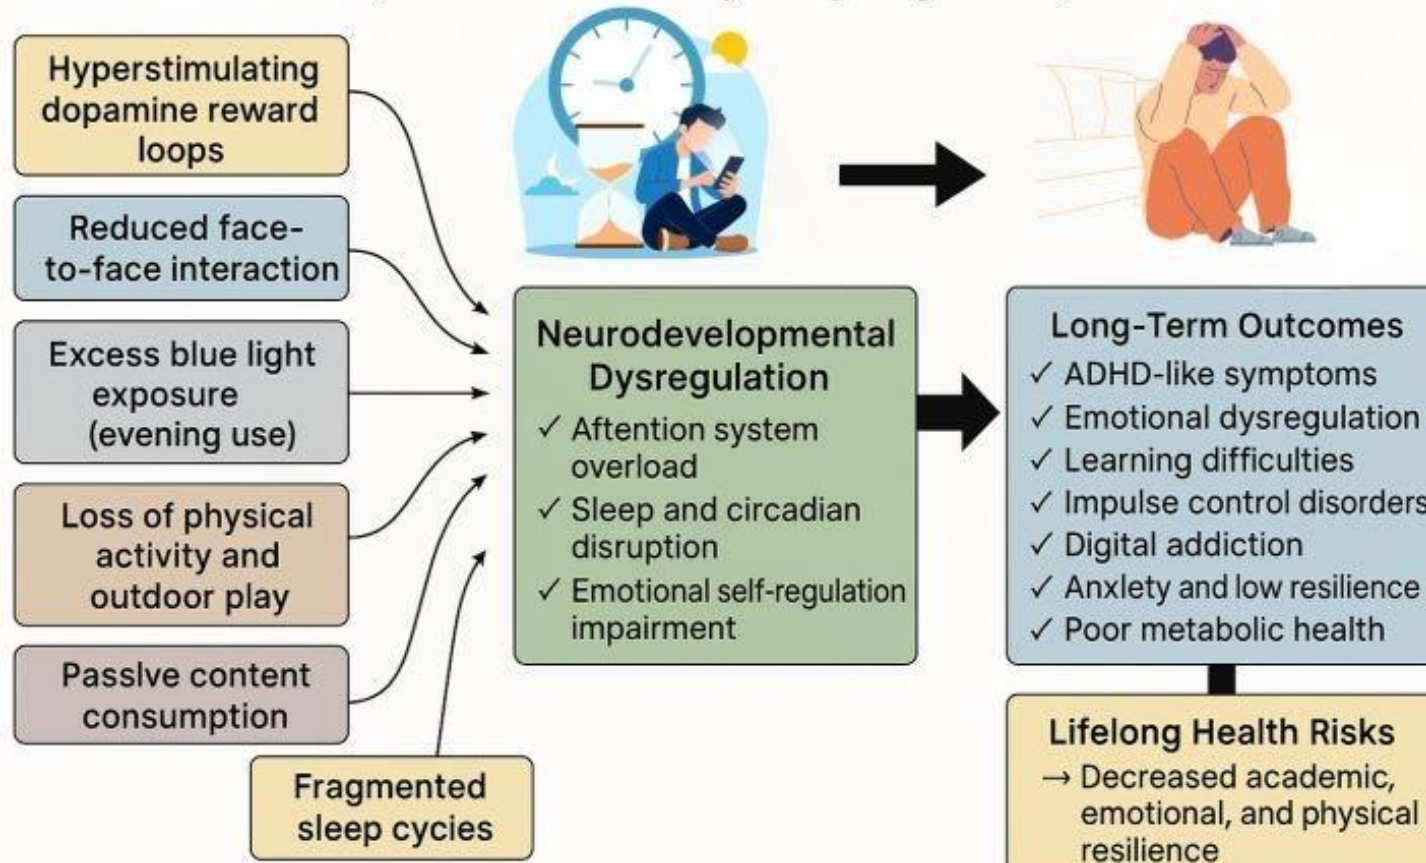 Hyperstimulating
dopamine reward
loops
Reduced face-
to-face interaction
Excess blue light
exposure
(evening use)
Loss of physical
activity and
outdoor play
Passlve content
consumption
Fragmented
sleep cycles
Neurodevelopmental
Dysregulation
✓ Aftention system
overload
✓ Sleep and circadian
disruption
✓ Emotional self-regulation
impairment
Long-Term Outcomes
✓ ADHD-like symptoms
✓ Emotional dysregulation
✓ Learning difficulties
✓ Impulse control disorders
✓ Digital addiction
✓ Anxlety and low resilience
✓ Poor metabolic health
Lifelong Health Risks
→ Decreased academic,
emotional, and physical
resilience